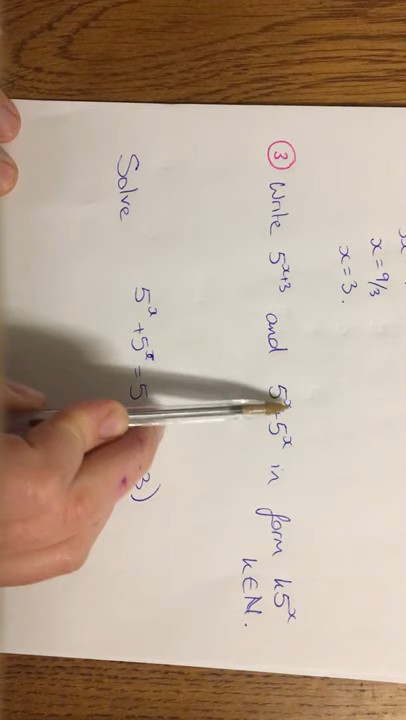 x = 9/3
x = 3.
③ Write 5^{x+3} and 5^x+5^x in form k5^x
k∈ℕ.
Solve 5^x+5^x=5 3)